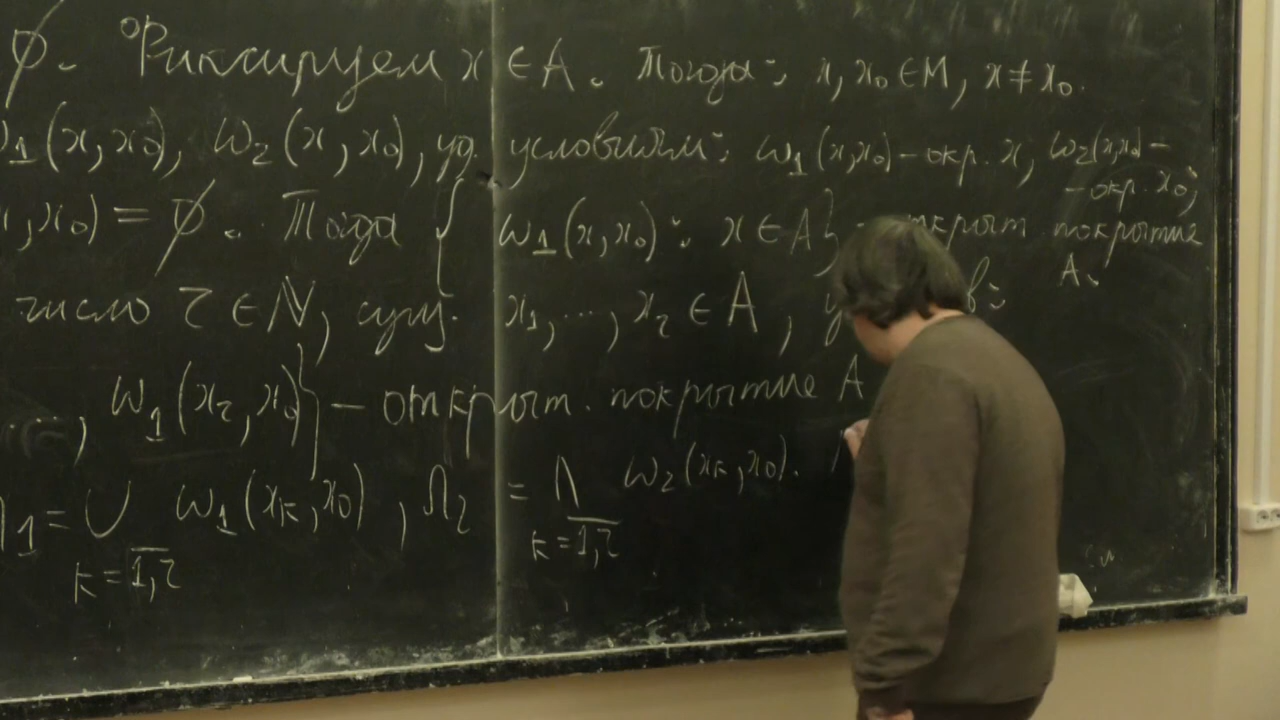 ∅. Фиксируем x ∈ A. Тогда: x, x₀ ∈ M, x ≠ x₀.
ω₁(x, x₀), ω₂(x, x₀), уд. условиям: ω₁(x, x₀) – окр. x, ω₂(x, x₀) –
– окр. x₀;
x, x₀) = ∅. Тогда { ω₁(x, x₀): x ∈ A} – открыт. покрытие
A.
число r ∈ N, сущ. x₁, ..., x_r ∈ A,
..., ω₁(x_r, x₀)} – открыт. покрытие A
Ω₁ = ∪ ω₁(x_k, x₀), Ω₂ = ∩ ω₂(x_k, x₀).
k = 1,r k = 1,r